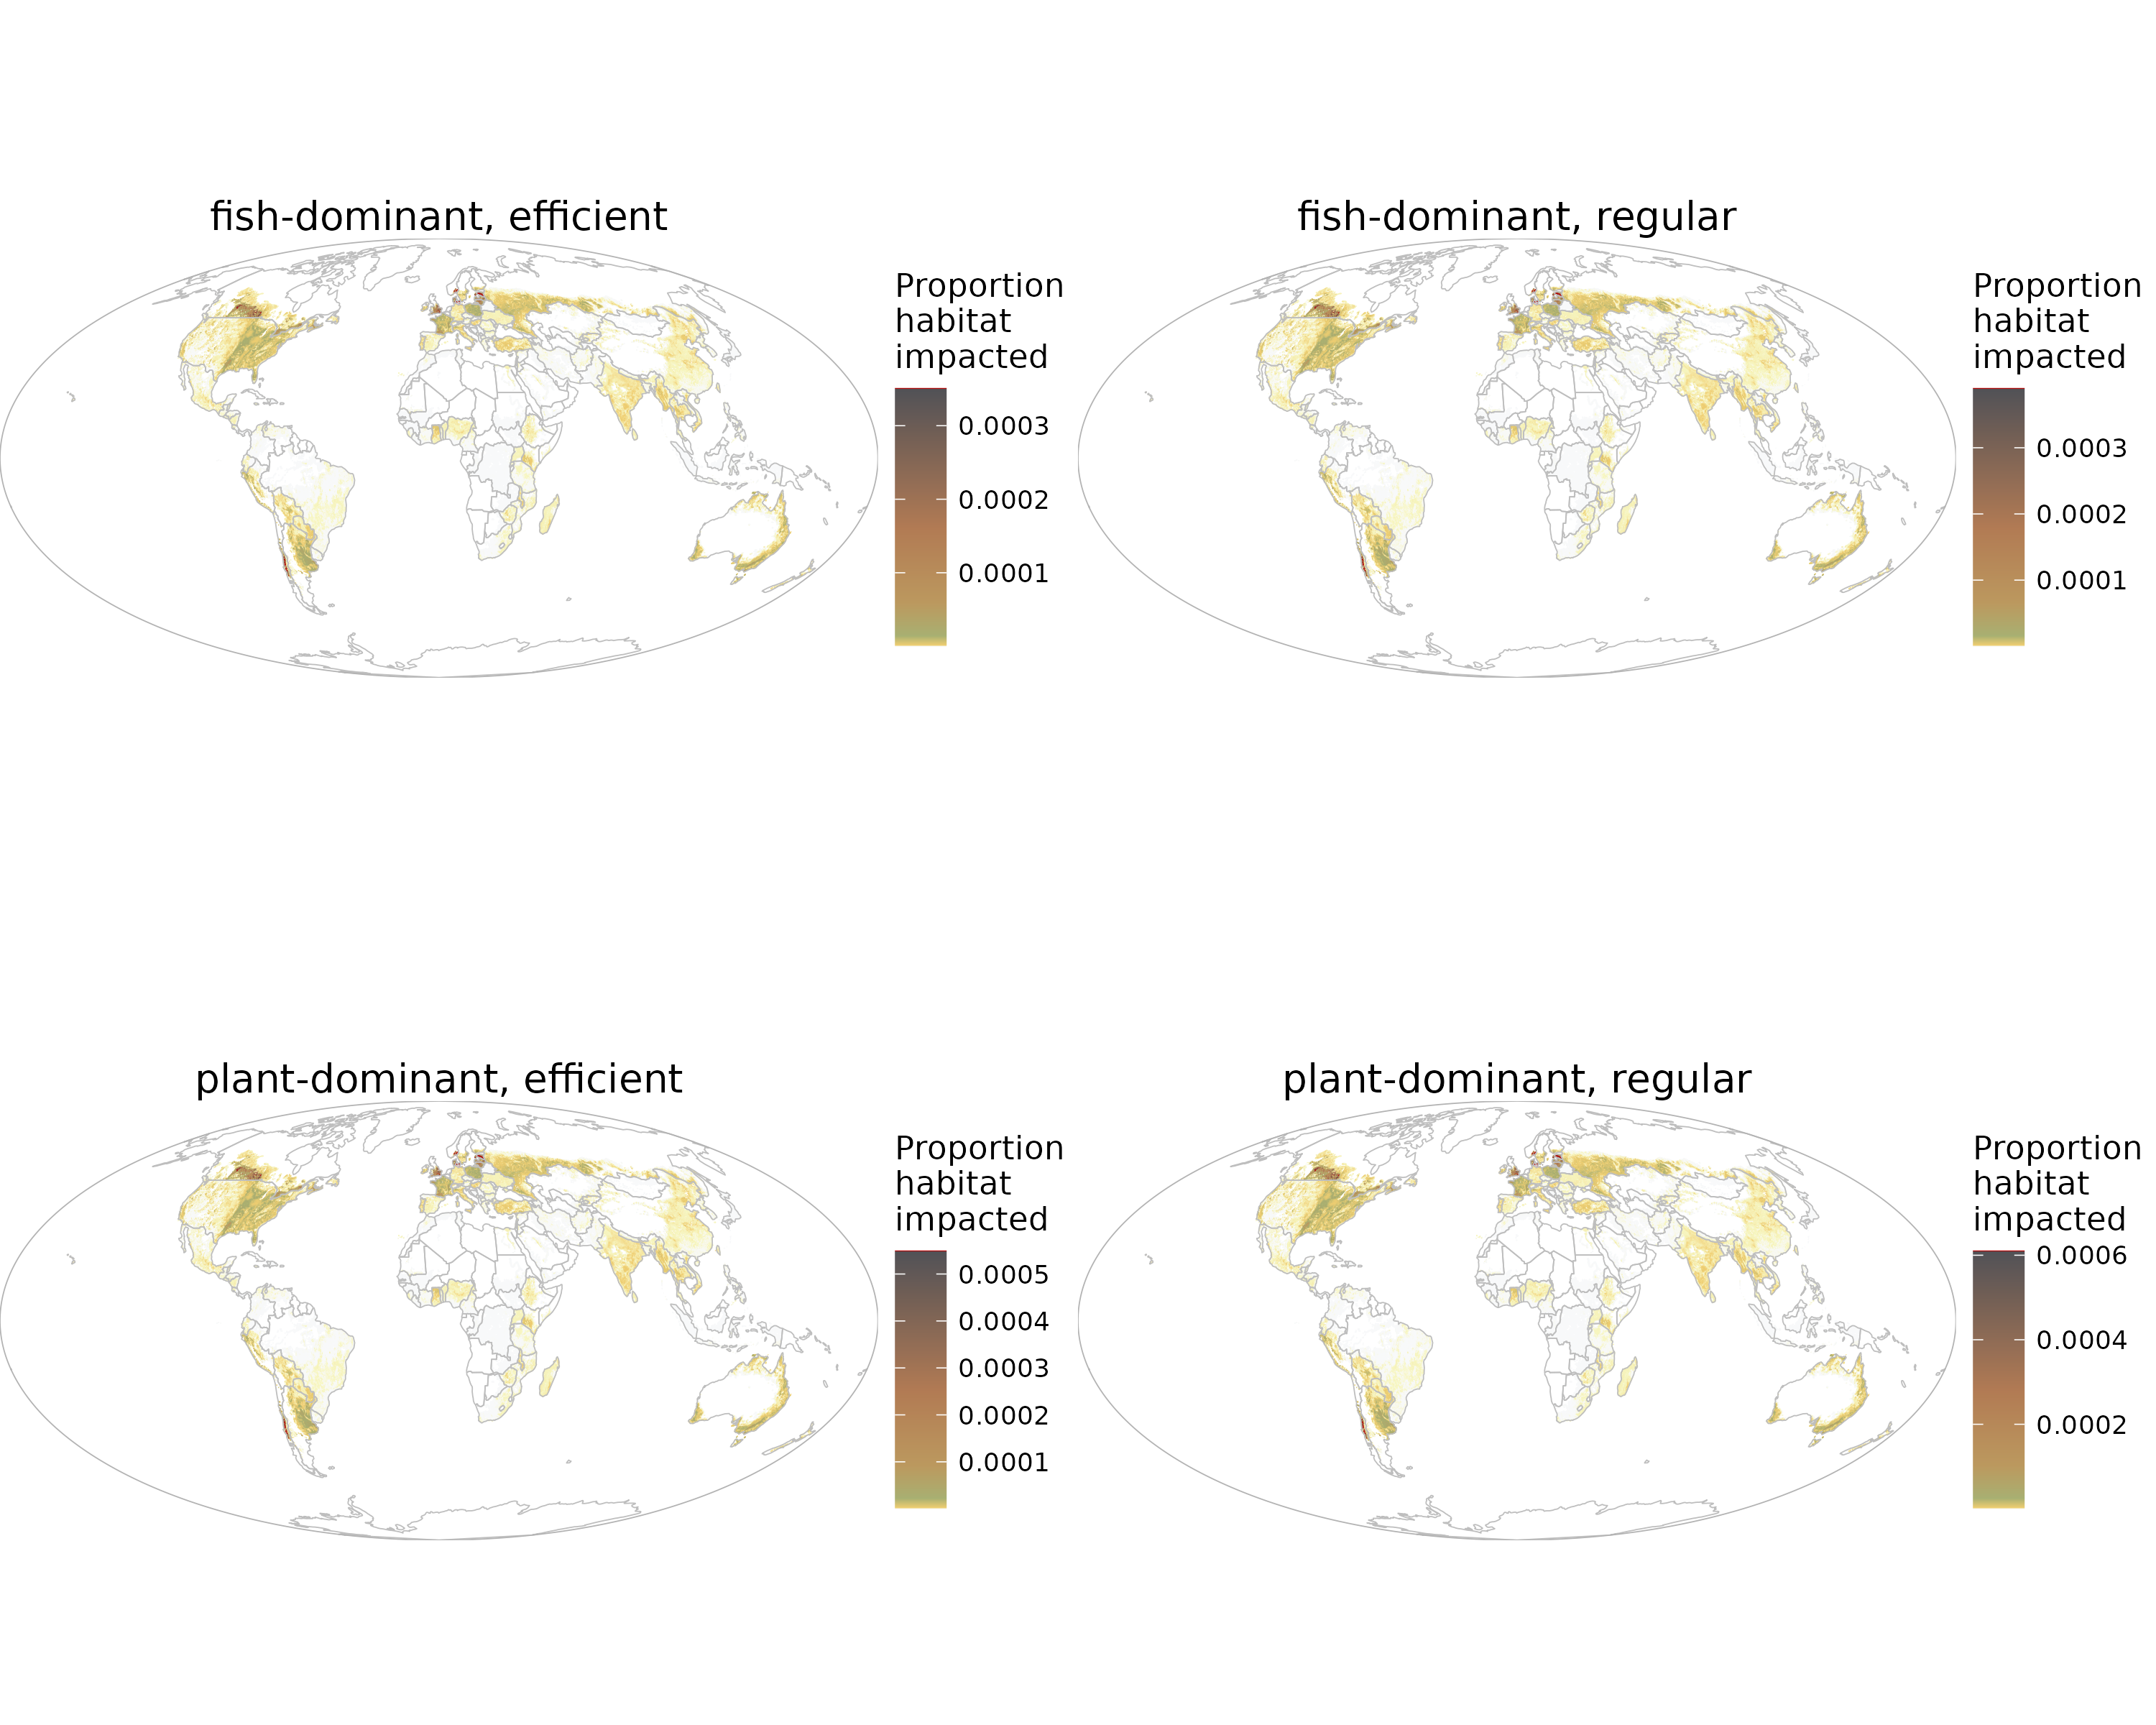 fish-dominant, efficient
Proportion
habitat
impacted
0.0003
0.0002
0.0001
fish-dominant, regular
Proportion
habitat
impacted
0.0003
0.0002
0.0001
plant-dominant, efficient
Proportion
habitat
impacted
0.0005
0.0004
0.0003
0.0002
0.0001
plant-dominant, regular
Proportion
habitat
impacted
0.0006
0.0004
0.0002